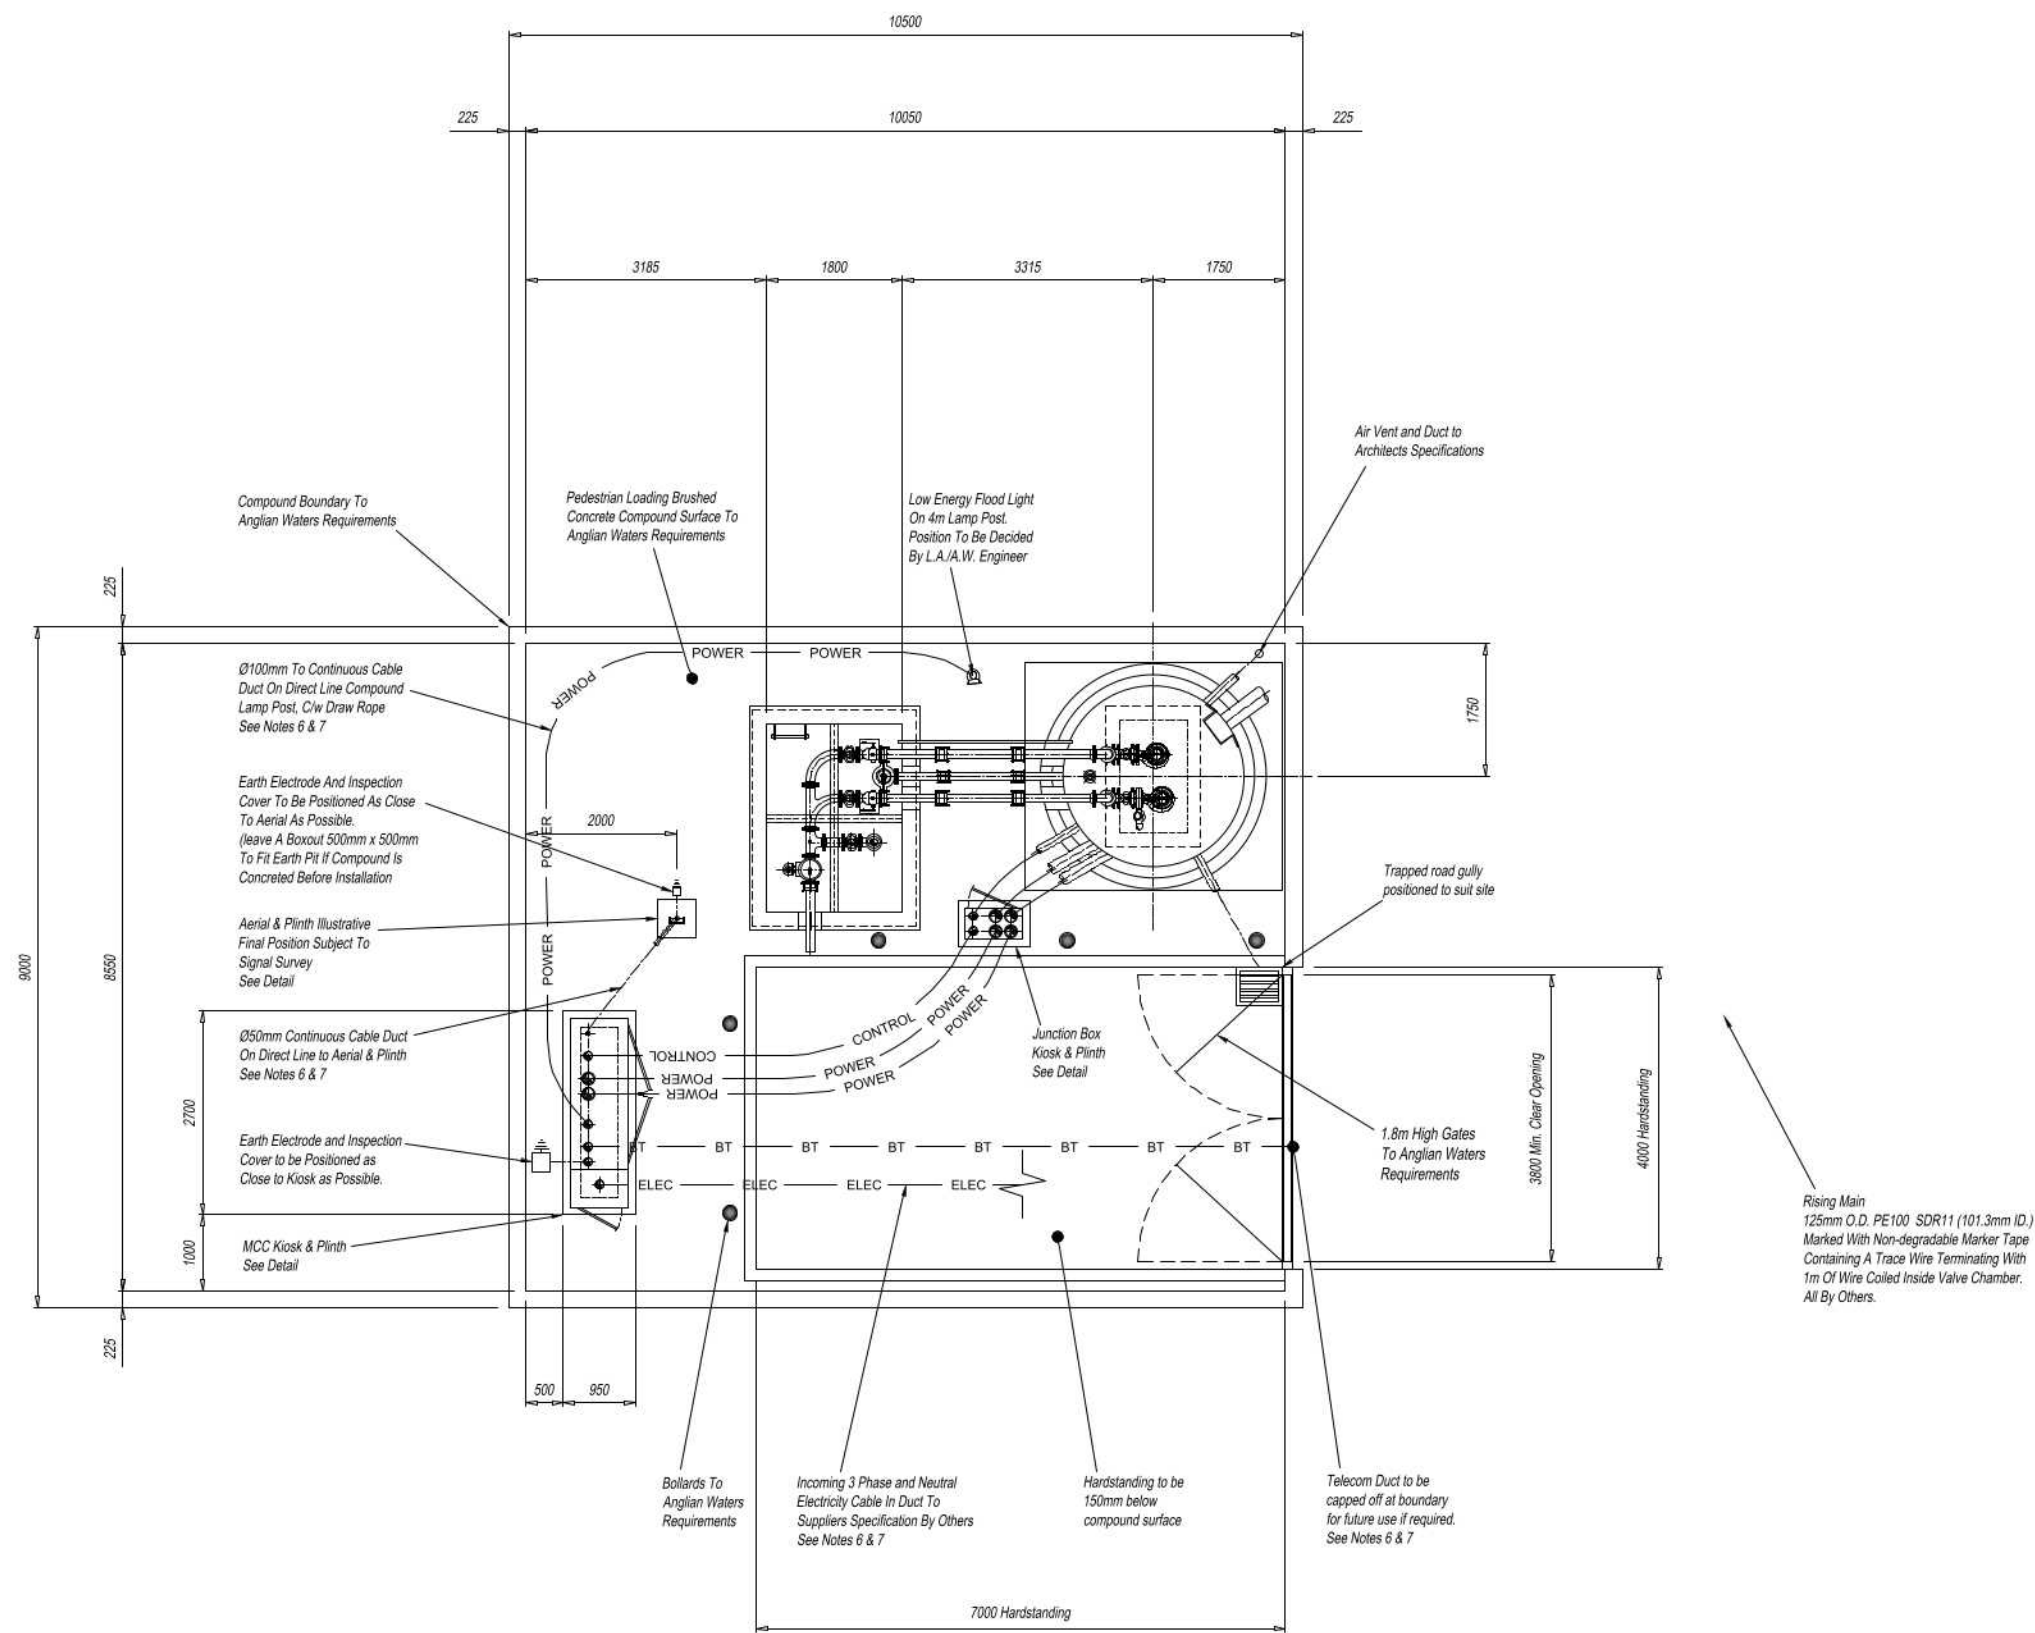 10500
225
10050
225
3185
1800
3315
1750
Air Vent and Duct to
Architects Specifications
Compound Boundary To
Anglian Waters Requirements
Pedestrian Loading Brushed
Concrete Compound Surface To
Anglian Waters Requirements
Low Energy Flood Light
On 4m Lamp Post.
Position To Be Decided
By L.A./A.W. Engineer
225
9000
8550
225
Ø100mm To Continuous Cable
Duct On Direct Line Compound
Lamp Post, C/w Draw Rope
See Notes 6 & 7
POWER
POWER
POWER
1750
Earth Electrode And Inspection
Cover To Be Positioned As Close
To Aerial As Possible.
(leave A Boxout 500mm x 500mm
To Fit Earth Pit If Compound Is
Concreted Before Installation
2000
POWER
POWER
Aerial & Plinth Illustrative
Final Position Subject To
Signal Survey
See Detail
Trapped road gully
positioned to suit site
Ø50mm Continuous Cable Duct
On Direct Line to Aerial & Plinth
See Notes 6 & 7
CONTROL
CONTROL
POWER
POWER
POWER
POWER
POWER
POWER
Junction Box
Kiosk & Plinth
See Detail
2700
1000
Earth Electrode and Inspection
Cover to be Positioned as
Close to Kiosk as Possible.
BT BT BT BT BT BT BT BT
ELEC ELEC ELEC ELEC
1.8m High Gates
To Anglian Waters
Requirements
3800 Min. Clear Opening
4000 Hardstanding
MCC Kiosk & Plinth
See Detail
Rising Main
125mm O.D. PE100 SDR11 (101.3mm ID.)
Marked With Non-degradable Marker Tape
Containing A Trace Wire Terminating With
1m Of Wire Coiled Inside Valve Chamber.
All By Others.
500
950
Bollards To
Anglian Waters
Requirements
Incoming 3 Phase and Neutral
Electricity Cable In Duct To
Suppliers Specification By Others
See Notes 6 & 7
Hardstanding to be
150mm below
compound surface
Telecom Duct to be
capped off at boundary
for future use if required.
See Notes 6 & 7
7000 Hardstanding